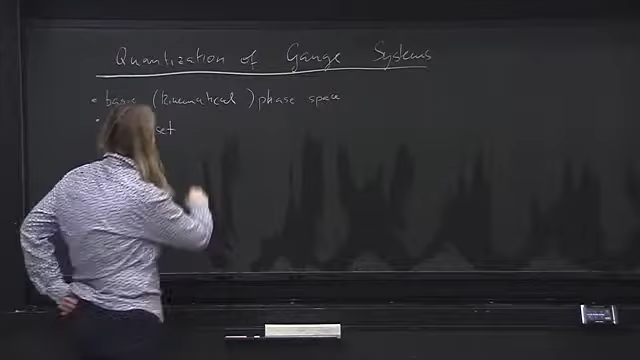 Quantization of Gauge Systems
• basic (kinematical) phase space
• set